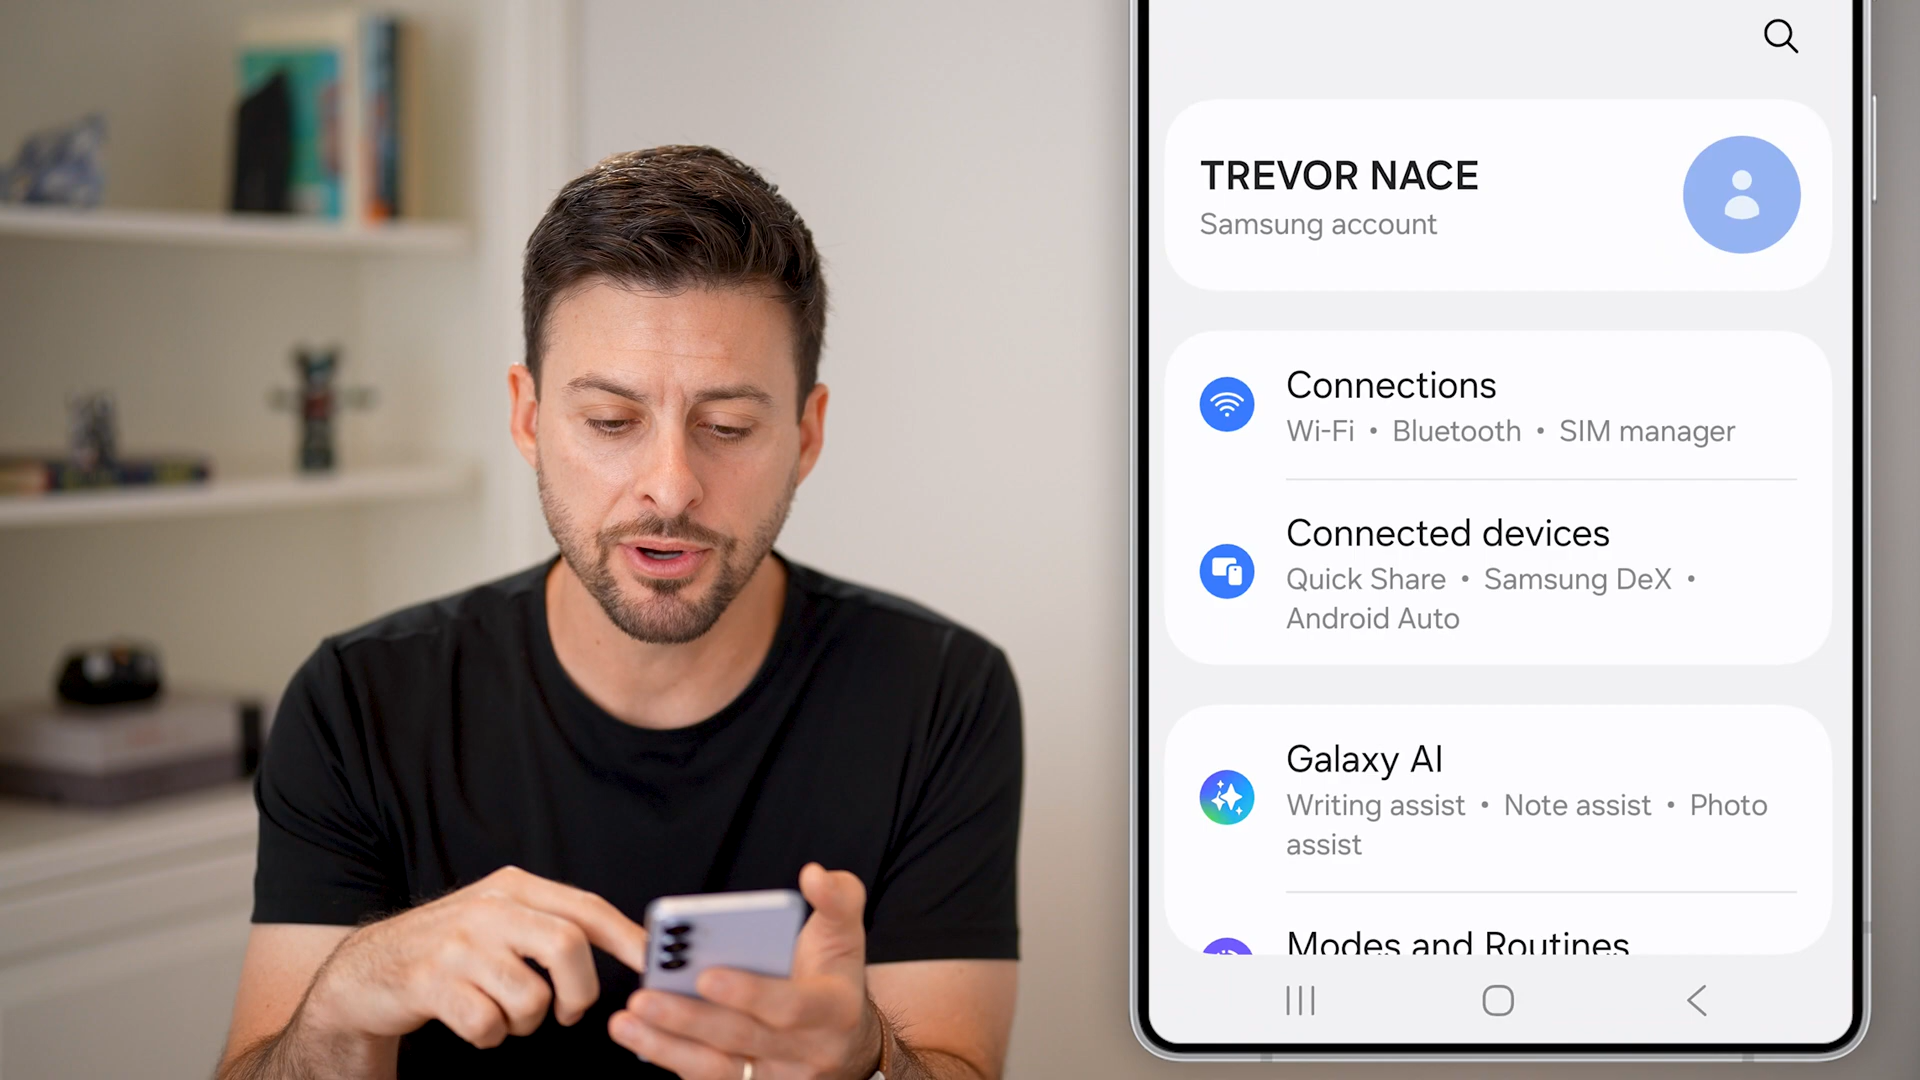 TREVOR NACE
Samsung account
Connections
Wi-Fi • Bluetooth • SIM manager
Connected devices
Quick Share • Samsung DeX •
Android Auto
Galaxy AI
Writing assist • Note assist • Photo
assist
Modes and Routines